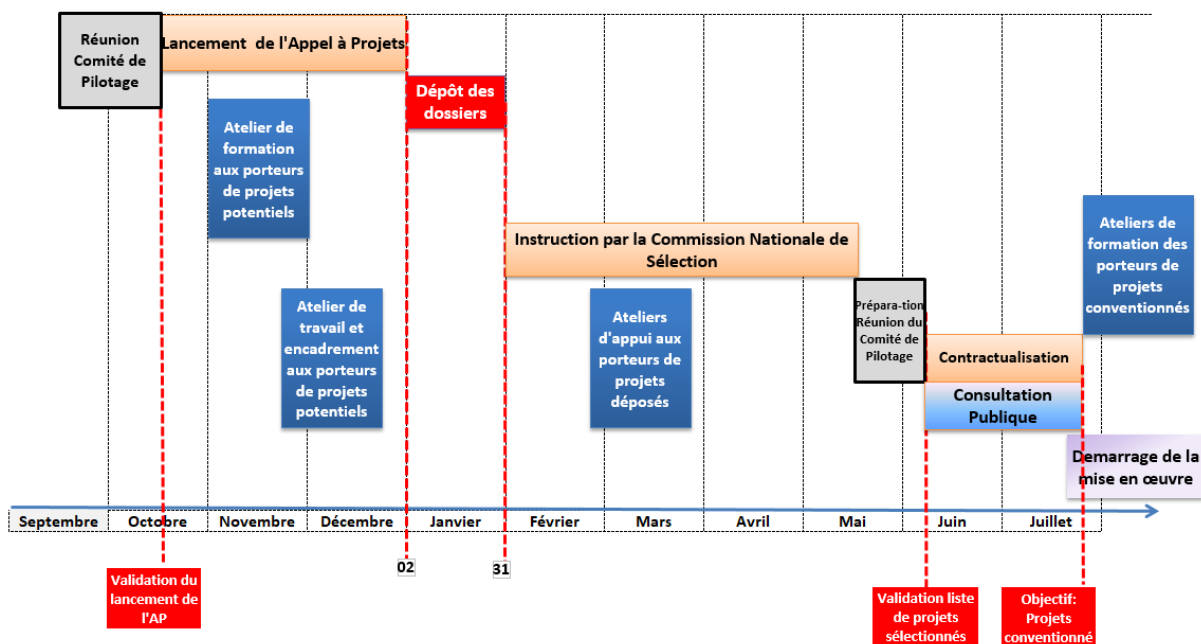 Réunion
Comité de
Pilotage
Lancement de l'Appel à Projets
Dépôt des
dossiers
Atelier de
formation
aux porteurs
de projets
potentiels
Ateliers de
formation des
porteurs de
projets
conventionnés
Instruction par la Commission Nationale de
Sélection
Atelier de
travail et
encadrement
aux porteurs
de projets
potentiels
Ateliers
d'appui aux
porteurs de
projets
déposés
Prépara-tion
Réunion du
Comité de
Pilotage
Contractualisation
Consultation
Publique
Demarrage de la
mise en œuvre
Septembre
Octobre
Novembre
Décembre
Janvier
Février
Mars
Avril
Mai
Juin
Juillet
02
31
Validation du
lancement de
l'AP
Validation liste
de projets
sélectionnés
Objectif:
Projets
conventionné